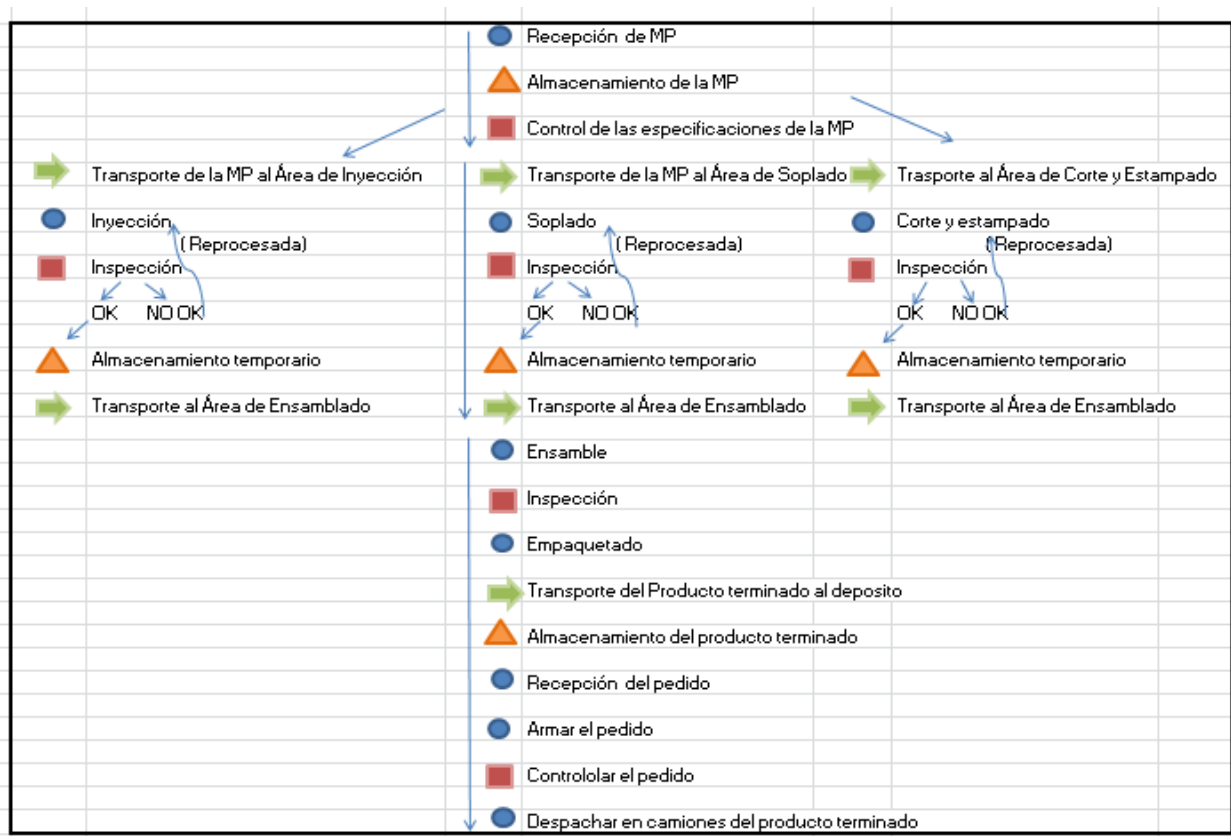 Recepción de MP
Almacenamiento de la MP
Control de las especificaciones de la MP
Transporte de la MP al Área de Inyección
Transporte de la MP al Área de Soplado
Trasporte al Área de Corte y Estampado
Inyección
Soplado
Corte y estampado
(Reprocesada)
(Reprocesada)
(Reprocesada)
Inspección
Inspección
Inspección
OK NO OK
OK NO OK
OK NO OK
Almacenamiento temporario
Almacenamiento temporario
Almacenamiento temporario
Transporte al Área de Ensamblado
Transporte al Área de Ensamblado
Transporte al Área de Ensamblado
Ensamble
Inspección
Empaquetado
Transporte del Producto terminado al deposito
Almacenamiento del producto terminado
Recepción del pedido
Armar el pedido
Contrololar el pedido
Despachar en camiones del producto terminado